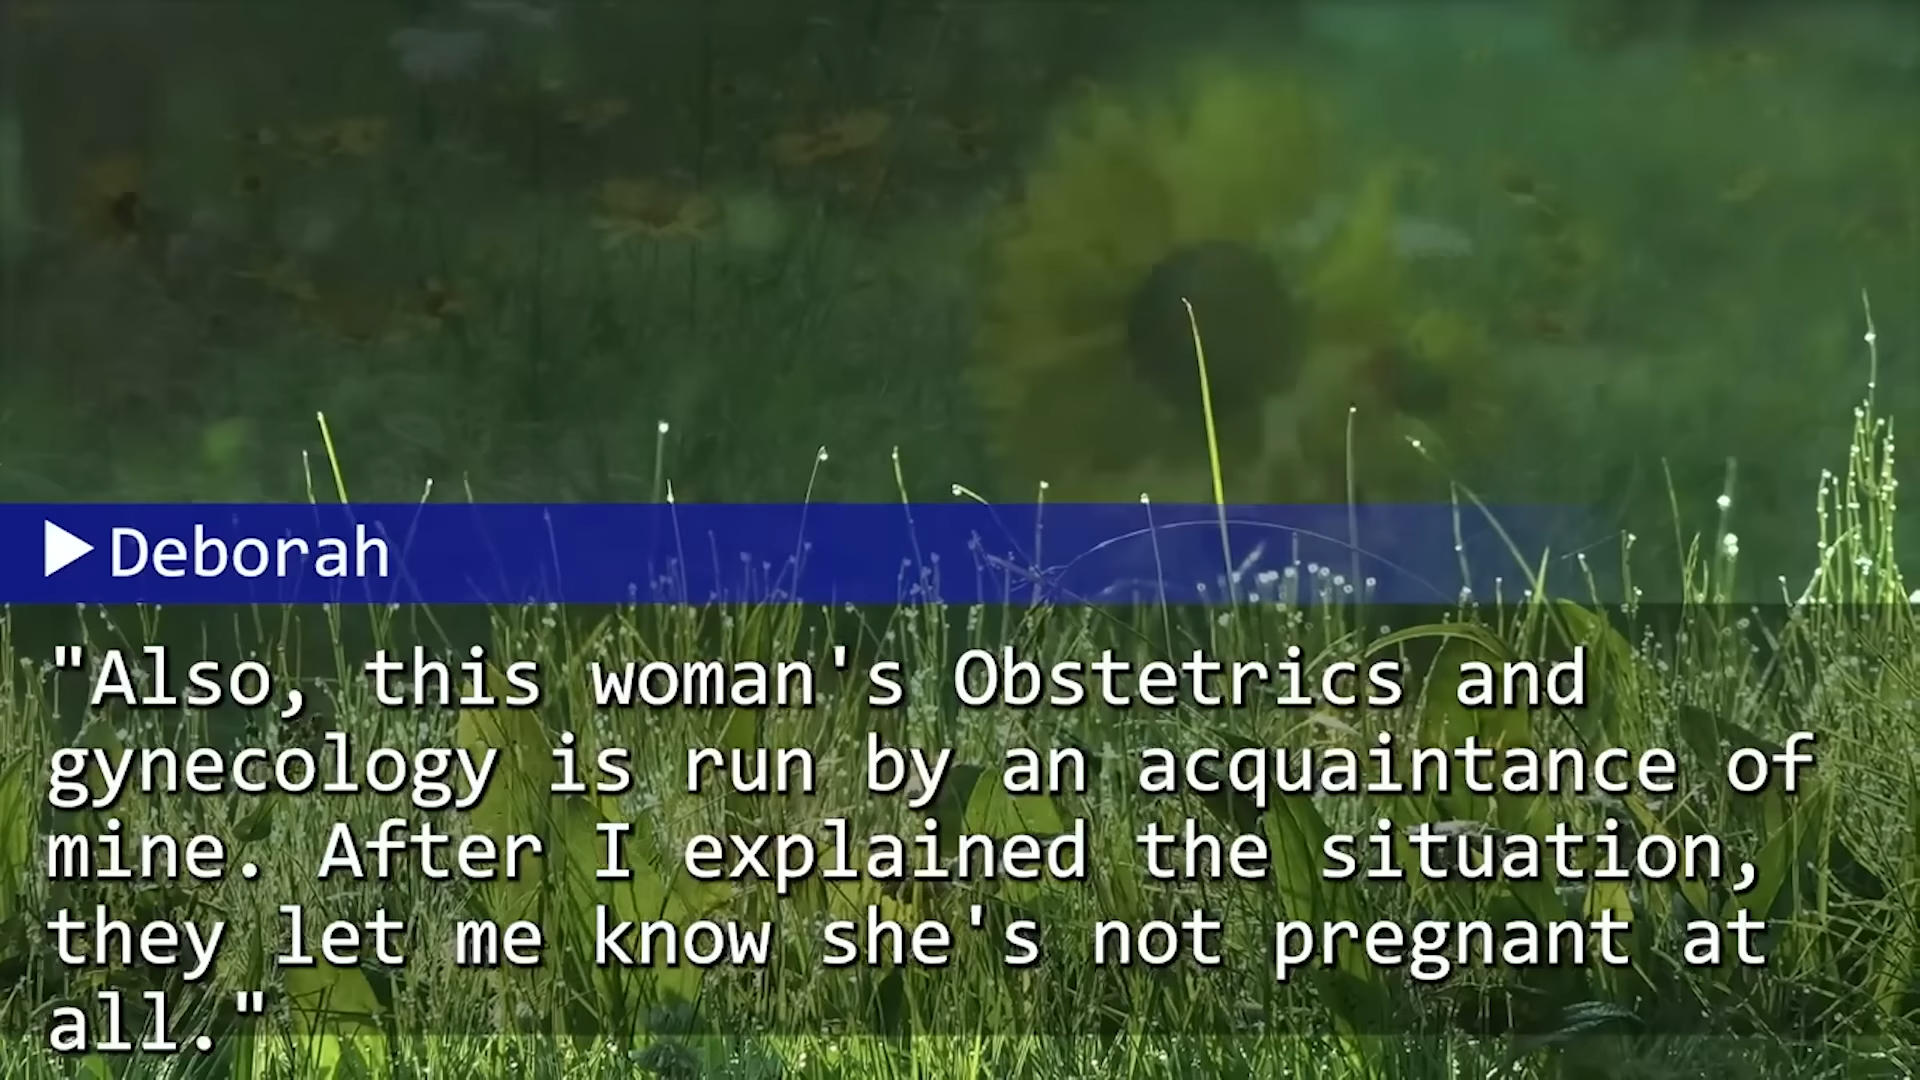 Deborah
"Also, this woman's Obstetrics and
gynecology is run by an acquaintance of
mine. After I explained the situation,
they let me know she's not pregnant at
all."